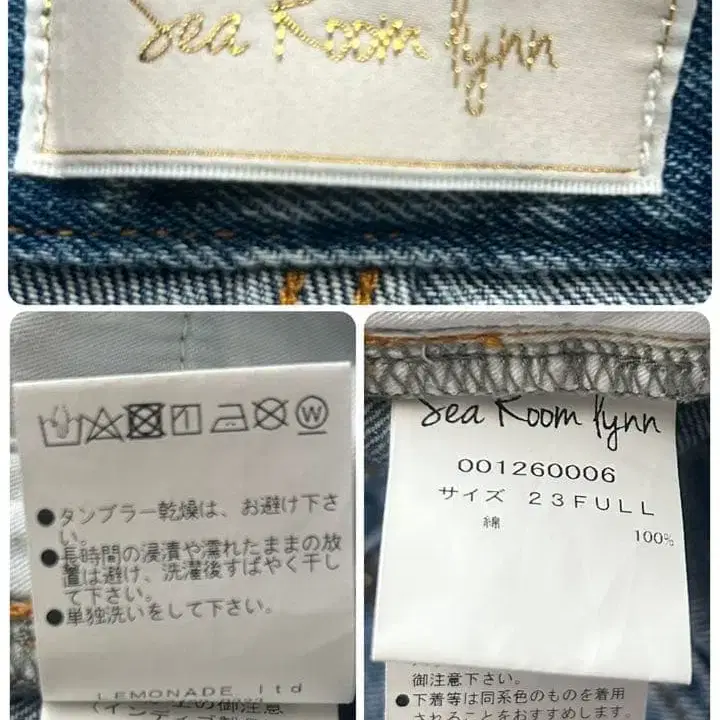 Sea Room lynn
W
●タンブラー乾燥は、お避け下さ
い。
●長時間の浸漬や濡れたままの放
置は避け、洗濯後すばやく干し
て下さい。
●単独洗いをして下さい。
LEMONADE ltd
Sea Room lynn
001260006
サイズ 23FULL
綿 100%
御注意下さい。
●下着等は同系色のものを着用
されることをおすすめします。